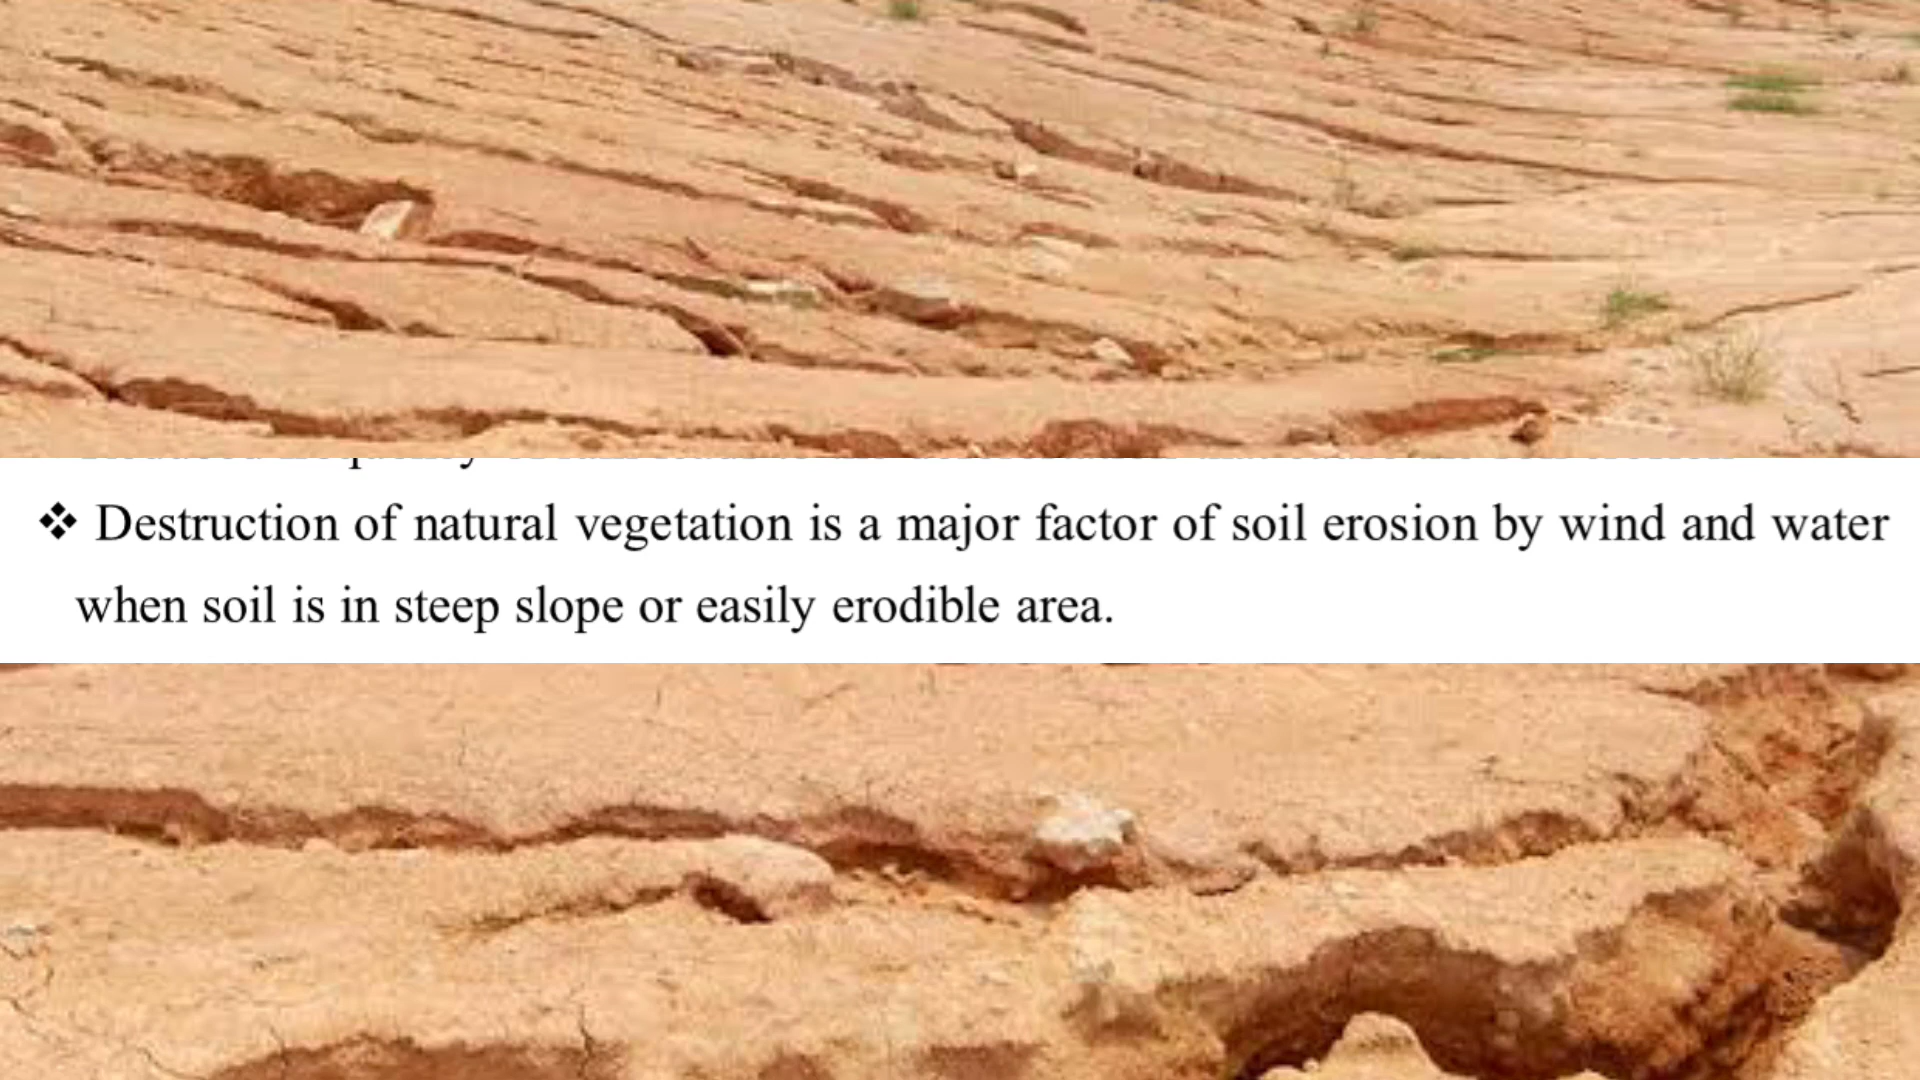 ❖ Destruction of natural vegetation is a major factor of soil erosion by wind and water
when soil is in steep slope or easily erodible area.